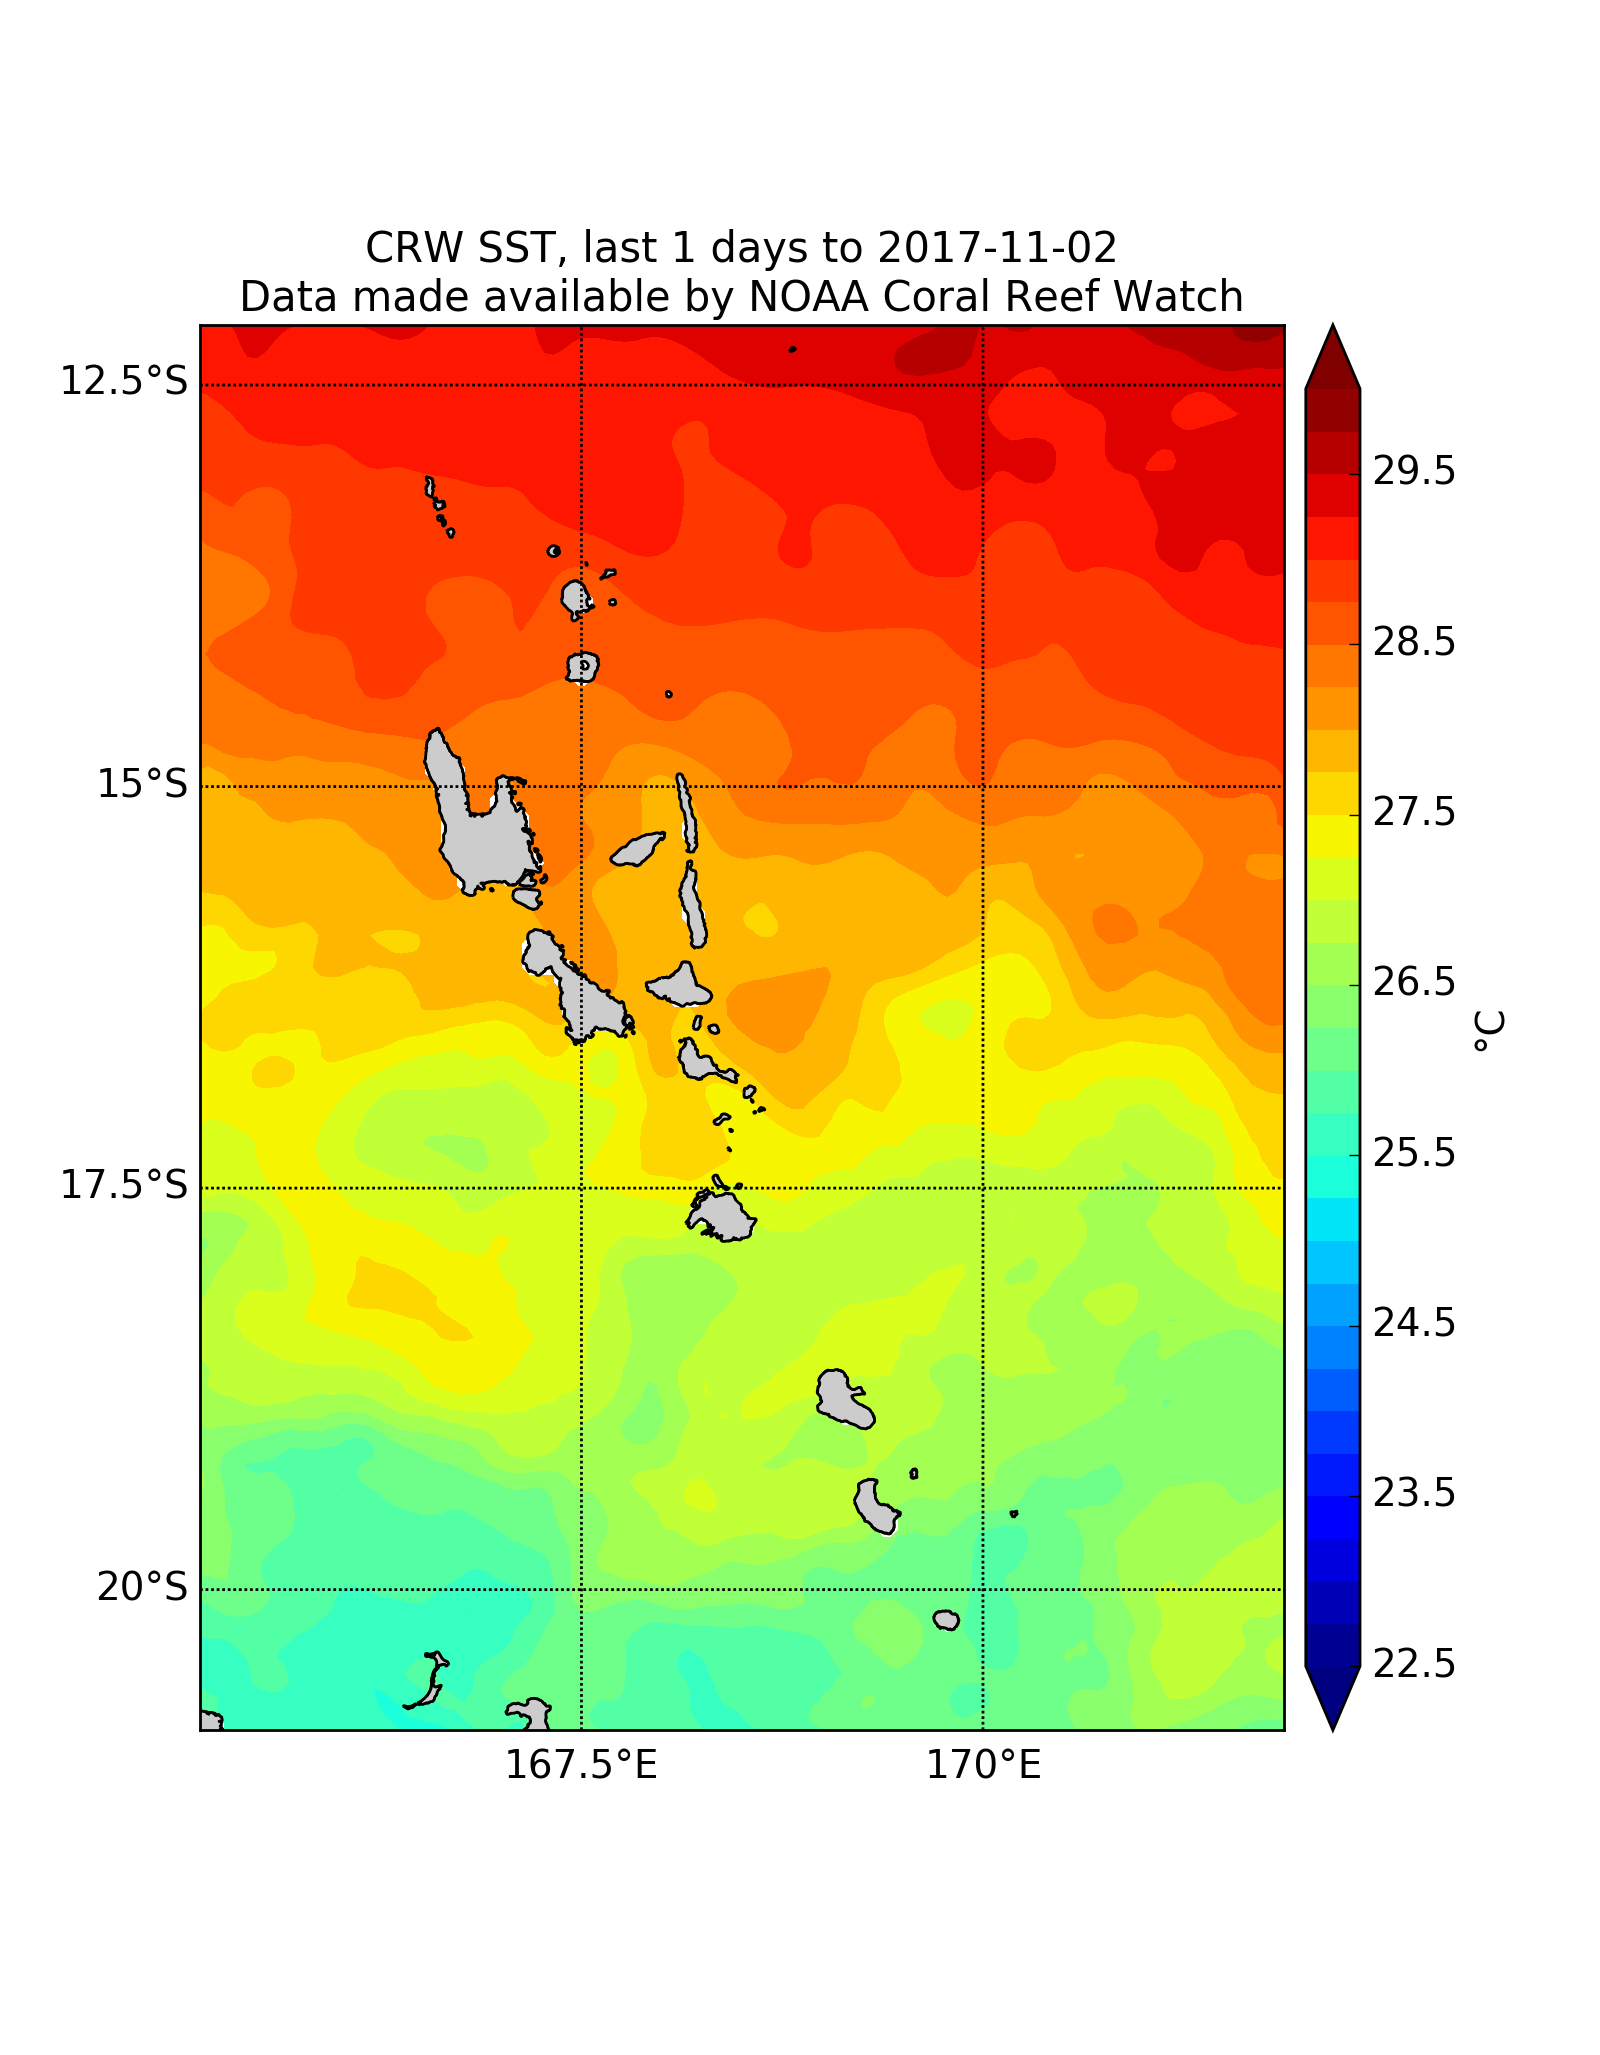 CRW SST, last 1 days to 2017-11-02
Data made available by NOAA Coral Reef Watch
12.5°S
15°S
17.5°S
20°S
167.5°E
170°E
29.5
28.5
27.5
26.5
25.5
24.5
23.5
22.5
°C